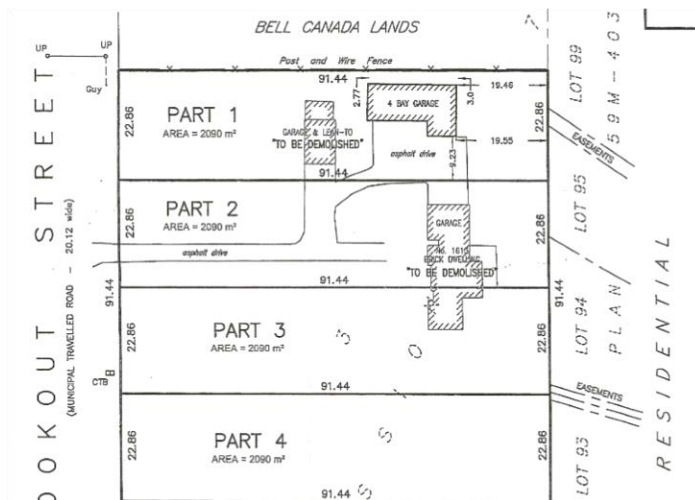 BELL CANADA LANDS
UP
UP
Guy
Post and Wire Fence
91.44
2.77
3.0
19.46
22.86
PART 1
AREA = 2090 m²
4 BAY GARAGE
GARAGE & LEAN-TO
"TO BE DEMOLISHED"
asphalt drive
9.23
19.55
22.86
LOT 99
59M-403
EASEMENTS
91.44
22.86
PART 2
AREA = 2090 m²
GARAGE
No. 1610
BRICK DWELLING
"TO BE DEMOLISHED"
asphalt drive
22.86
LOT 95
91.44
91.44
91.44
22.86
PART 3
AREA = 2090 m²
22.86
LOT 94
PLAN
RESIDENTIAL
CTB
B
EASEMENTS
22.86
PART 4
AREA = 2090 m²
22.86
LOT 93
91.44
OOKOUT STREET
(MUNICIPAL TRAVELLED ROAD - 20.12 wide)